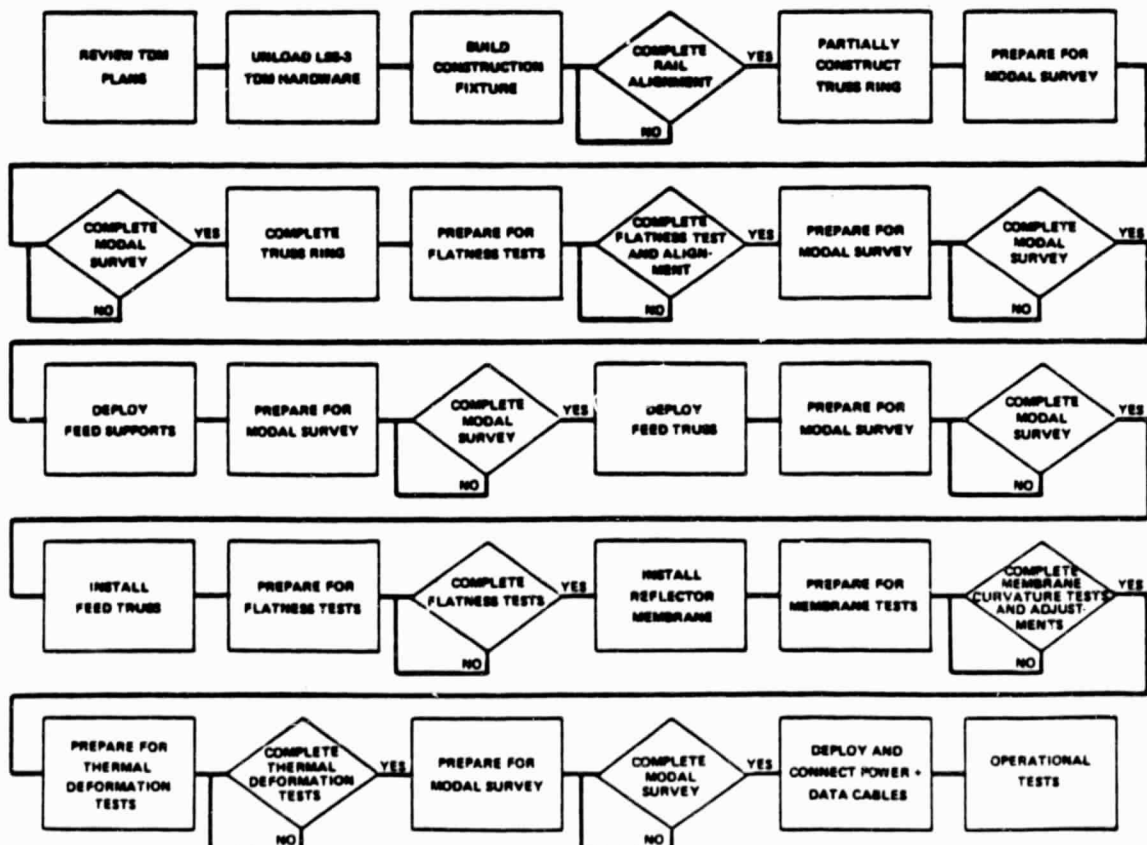 REVIEW TDM
PLANS
UNLOAD LSS-3
TDM HARDWARE
BUILD
CONSTRUCTION
FIXTURE
COMPLETE
RAIL
ALIGNMENT
YES
NO
PARTIALLY
CONSTRUCT
TRUSS RING
PREPARE FOR
MODAL SURVEY
COMPLETE
MODAL
SURVEY
YES
NO
COMPLETE
TRUSS RING
PREPARE FOR
FLATNESS TESTS
COMPLETE
FLATNESS TEST
AND ALIGN-
MENT
YES
NO
PREPARE FOR
MODAL SURVEY
COMPLETE
MODAL
SURVEY
YES
NO
DEPLOY
FEED SUPPORTS
PREPARE FOR
MODAL SURVEY
COMPLETE
MODAL
SURVEY
YES
NO
DEPLOY
FEED TRUSS
PREPARE FOR
MODAL SURVEY
COMPLETE
MODAL
SURVEY
YES
NO
INSTALL
FEED TRUSS
PREPARE FOR
FLATNESS TESTS
COMPLETE
FLATNESS TESTS
YES
NO
INSTALL
REFLECTOR
MEMBRANE
PREPARE FOR
MEMBRANE TESTS
COMPLETE
MEMBRANE
CURVATURE TESTS
AND ADJUST-
MENTS
YES
NO
PREPARE FOR
THERMAL
DEFORMATION
TESTS
COMPLETE
THERMAL
DEFORMATION
TESTS
YES
NO
PREPARE FOR
MODAL SURVEY
COMPLETE
MODAL
SURVEY
YES
NO
DEPLOY AND
CONNECT POWER +
DATA CABLES
OPERATIONAL
TESTS